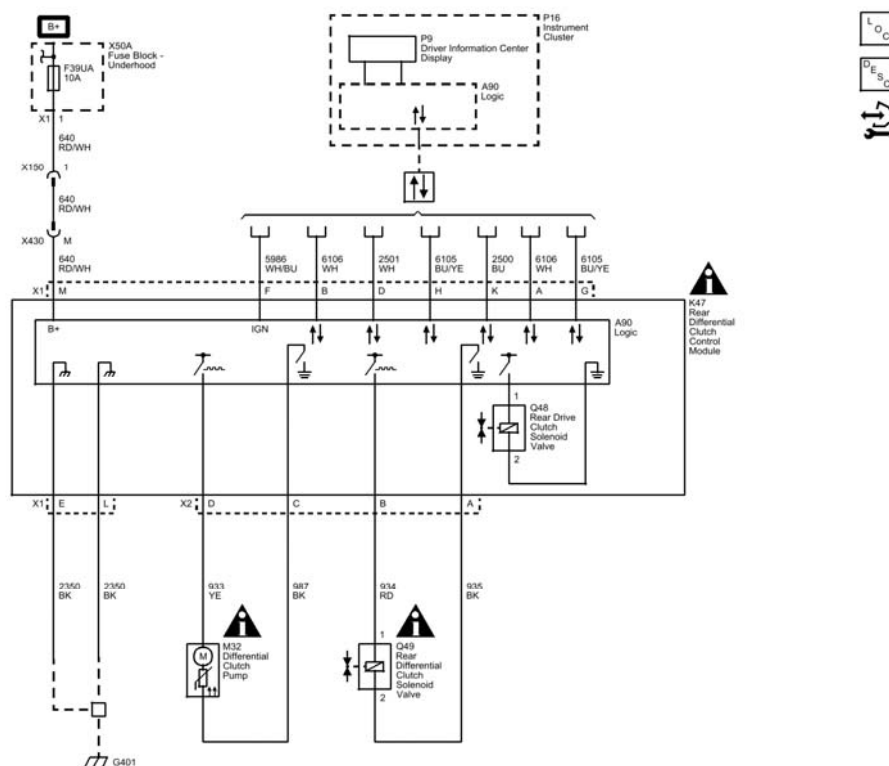 B+
X50A
Fuse Block -
Underhood
F39UA
10A
X1 1
640
RD/WH
X150 1
640
RD/WH
X430 M
640
RD/WH
P16
Instrument
Cluster
P9
Driver Information Center
Display
A90
Logic
LOC
DESC
5986
WH/BU
6106
WH
2501
WH
6105
BU/YE
2500
BU
6106
WH
6105
BU/YE
X1 M F B D H K A G
K47
Rear
Differential
Clutch
Control
Module
B+ IGN
A90
Logic
1
Q48
Rear Drive
Clutch
Solenoid
Valve
2
X1 E L X2 D C B A
2350
BK
2350
BK
933
YE
987
BK
934
RD
935
BK
M32
Differential
Clutch
Pump
M
1
Q49
Rear
Differential
Clutch
Solenoid
Valve
2
G401